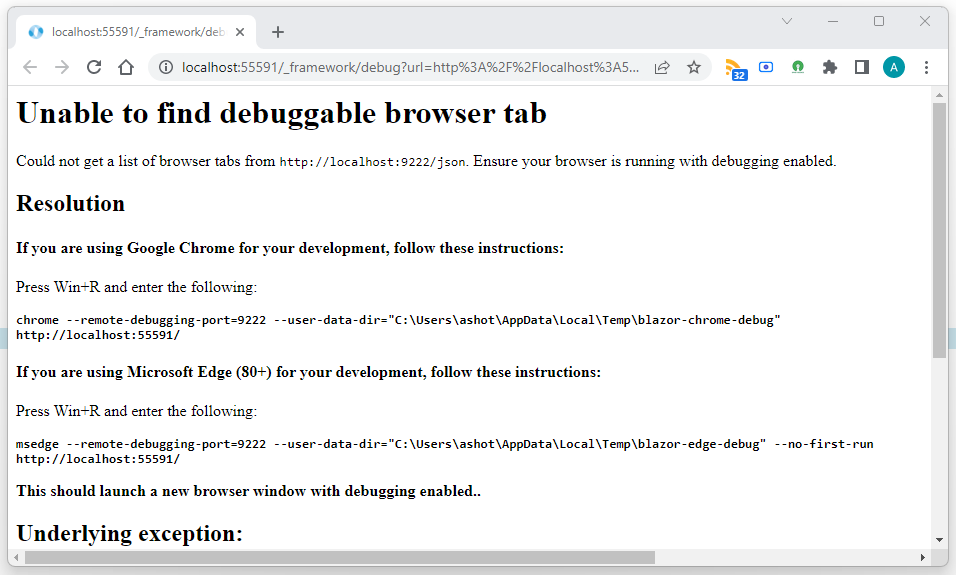 localhost:55591/_framework/deb
localhost:55591/_framework/debug?url=http%3A%2F%2Flocalhost%3A5...
32
A
Unable to find debuggable browser tab
Could not get a list of browser tabs from http://localhost:9222/json. Ensure your browser is running with debugging enabled.
Resolution
If you are using Google Chrome for your development, follow these instructions:
Press Win+R and enter the following:
chrome --remote-debugging-port=9222 --user-data-dir="C:\Users\ashot\AppData\Local\Temp\blazor-chrome-debug"
http://localhost:55591/
If you are using Microsoft Edge (80+) for your development, follow these instructions:
Press Win+R and enter the following:
msedge --remote-debugging-port=9222 --user-data-dir="C:\Users\ashot\AppData\Local\Temp\blazor-edge-debug" --no-first-run
http://localhost:55591/
This should launch a new browser window with debugging enabled..
Underlying exception: